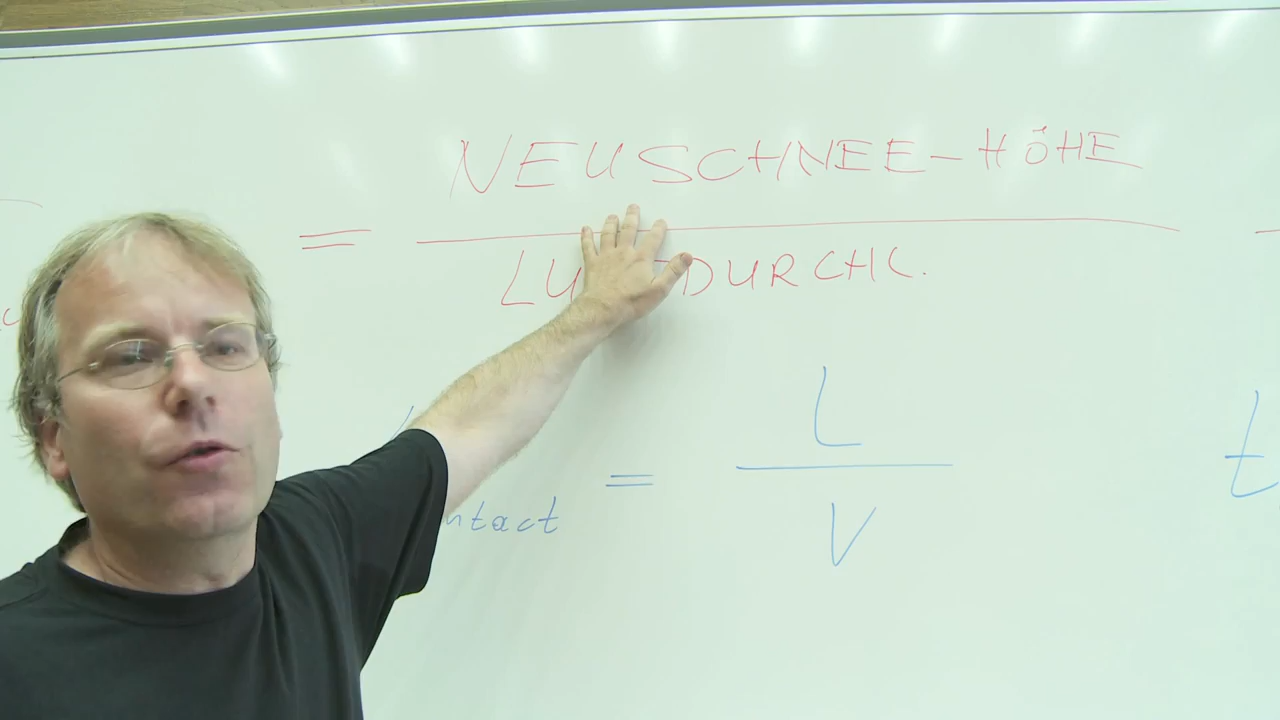 = NEUSCHNEE-HÖHE
DURCHL.
L
ntact = — t
V